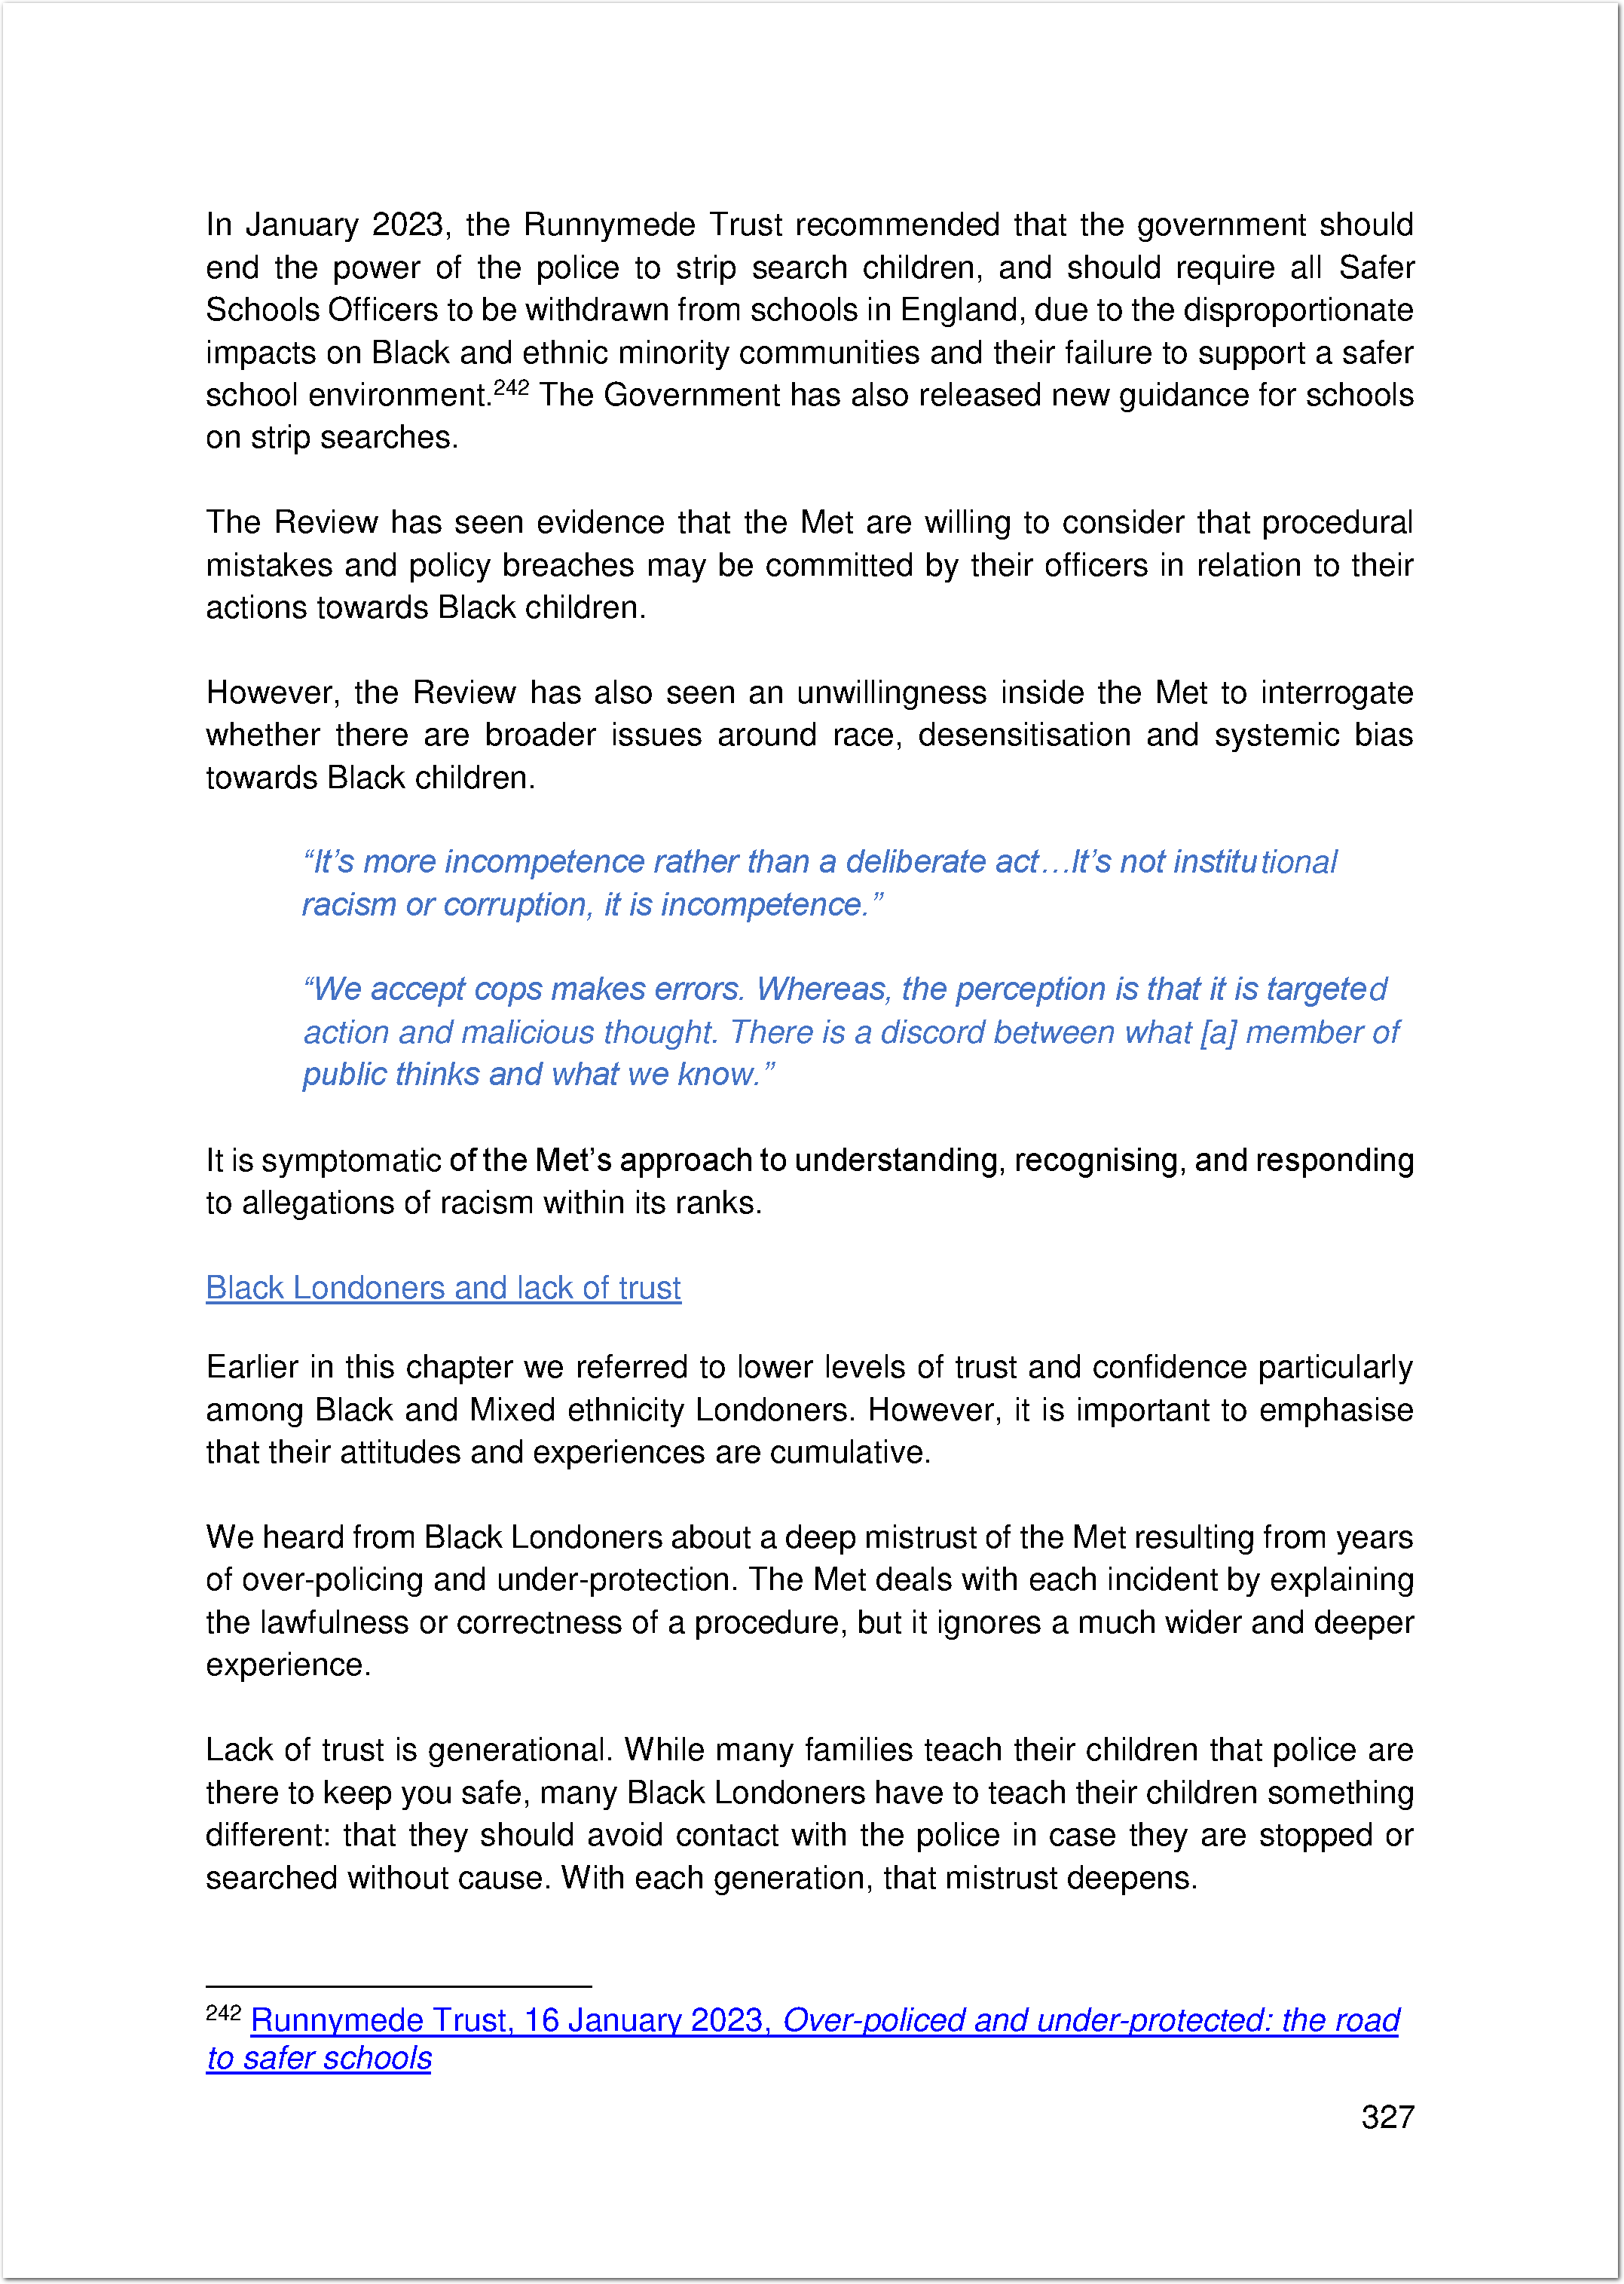 In January 2023, the Runnymede Trust recommended that the government should
end the power of the police to strip search children, and should require all Safer
Schools Officers to be withdrawn from schools in England, due to the disproportionate
impacts on Black and ethnic minority communities and their failure to support a safer
school environment.242 The Government has also released new guidance for schools
on strip searches.
The Review has seen evidence that the Met are willing to consider that procedural
mistakes and policy breaches may be committed by their officers in relation to their
actions towards Black children.
However, the Review has also seen an unwillingness inside the Met to interrogate
whether there are broader issues around race, desensitisation and systemic bias
towards Black children.
“It’s more incompetence rather than a deliberate act…It’s not institutional
racism or corruption, it is incompetence.”
“We accept cops makes errors. Whereas, the perception is that it is targeted
action and malicious thought. There is a discord between what [a] member of
public thinks and what we know.”
It is symptomatic of the Met’s approach to understanding, recognising, and responding
to allegations of racism within its ranks.
Black Londoners and lack of trust
Earlier in this chapter we referred to lower levels of trust and confidence particularly
among Black and Mixed ethnicity Londoners. However, it is important to emphasise
that their attitudes and experiences are cumulative.
We heard from Black Londoners about a deep mistrust of the Met resulting from years
of over-policing and under-protection. The Met deals with each incident by explaining
the lawfulness or correctness of a procedure, but it ignores a much wider and deeper
experience.
Lack of trust is generational. While many families teach their children that police are
there to keep you safe, many Black Londoners have to teach their children something
different: that they should avoid contact with the police in case they are stopped or
searched without cause. With each generation, that mistrust deepens.
242 Runnymede Trust, 16 January 2023, Over-policed and under-protected: the road
to safer schools
327